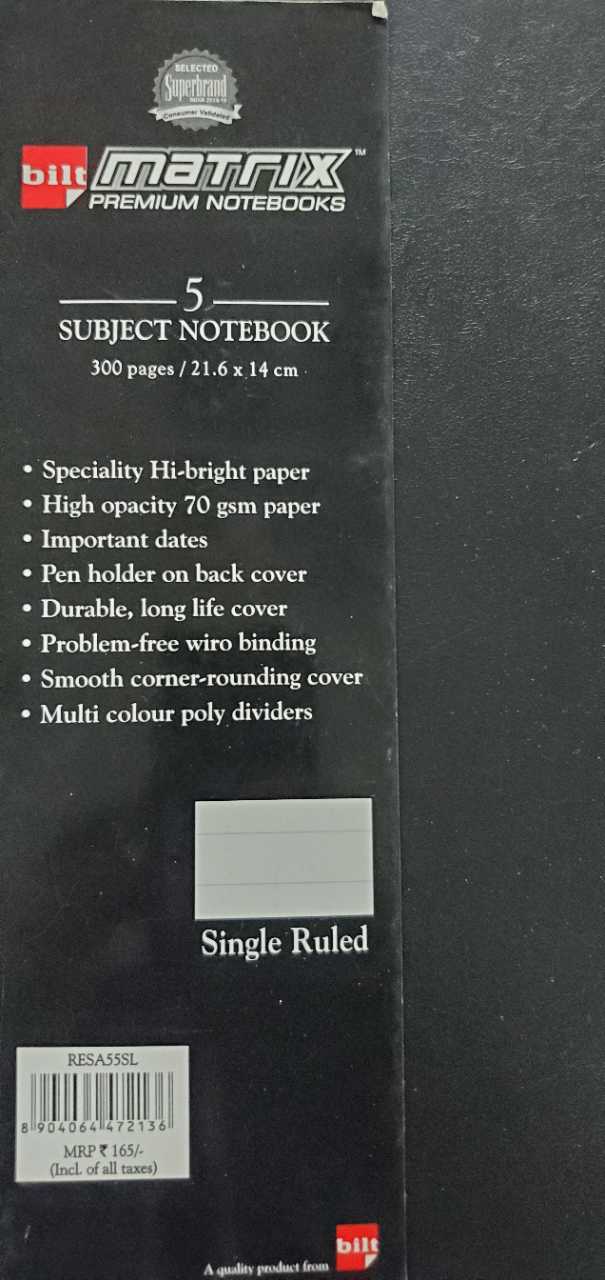 SELECTED
Superbrand
Consumer Validated
bilt matrix™
PREMIUM NOTEBOOKS
5
SUBJECT NOTEBOOK
300 pages / 21.6 x 14 cm
• Speciality Hi-bright paper
• High opacity 70 gsm paper
• Important dates
• Pen holder on back cover
• Durable, long life cover
• Problem-free wiro binding
• Smooth corner-rounding cover
• Multi colour poly dividers
Single Ruled
RESA55SL
8 904064 472136
MRP ₹ 165/-
(Incl. of all taxes)
A quality product from bilt